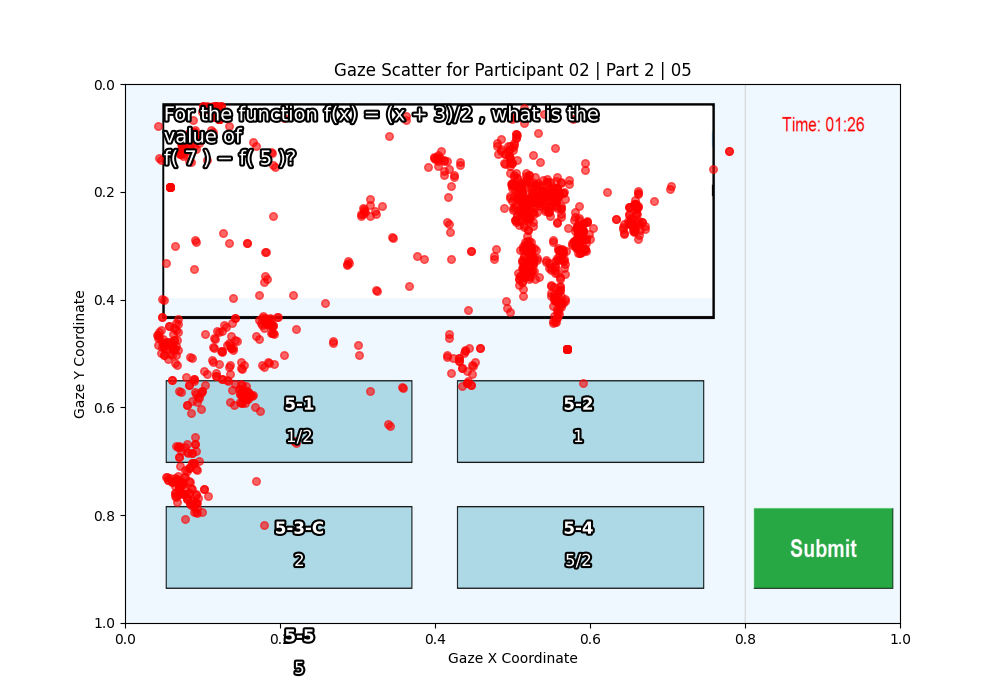 Gaze Scatter for Participant 02 | Part 2 | 05
0.0
0.2
0.4
0.6
0.8
1.0
Gaze Y Coordinate
For the function f(x) = (x + 3)/2 , what is the
value of
f( 7 ) − f( 5 )?
Time: 01:26
5-1
1/2
5-2
1
5-3-C
2
5-4
5/2
Submit
0.0
0.2
0.4
0.6
0.8
1.0
5-5
5
Gaze X Coordinate